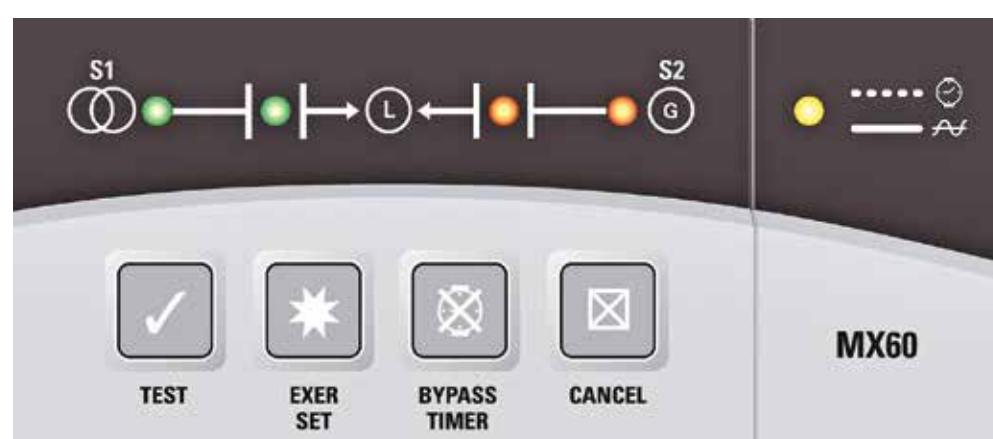 S1
S2
L
G
MX60
TEST
EXER
SET
BYPASS
TIMER
CANCEL